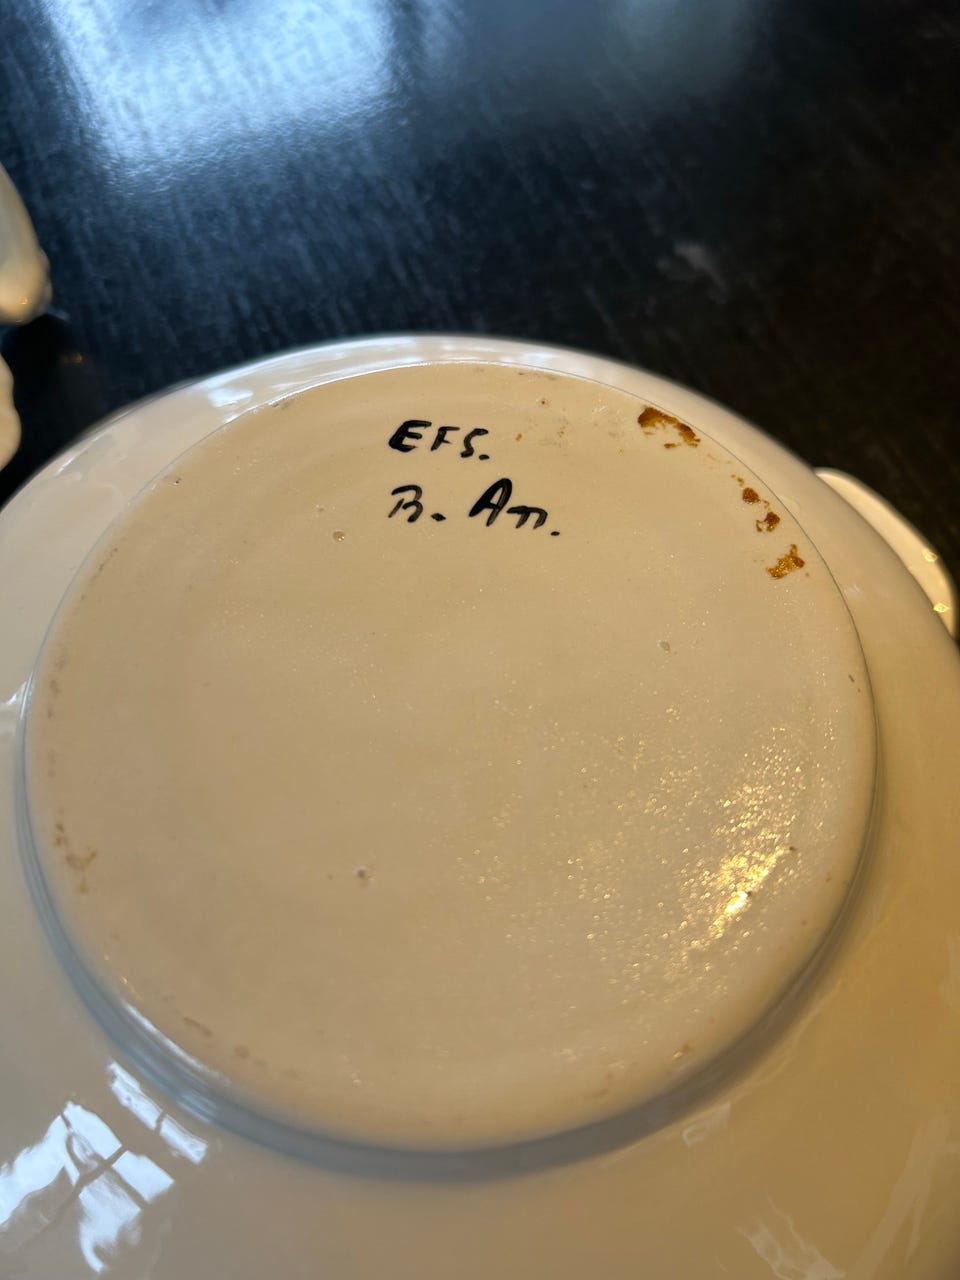 EFS.
B. An.